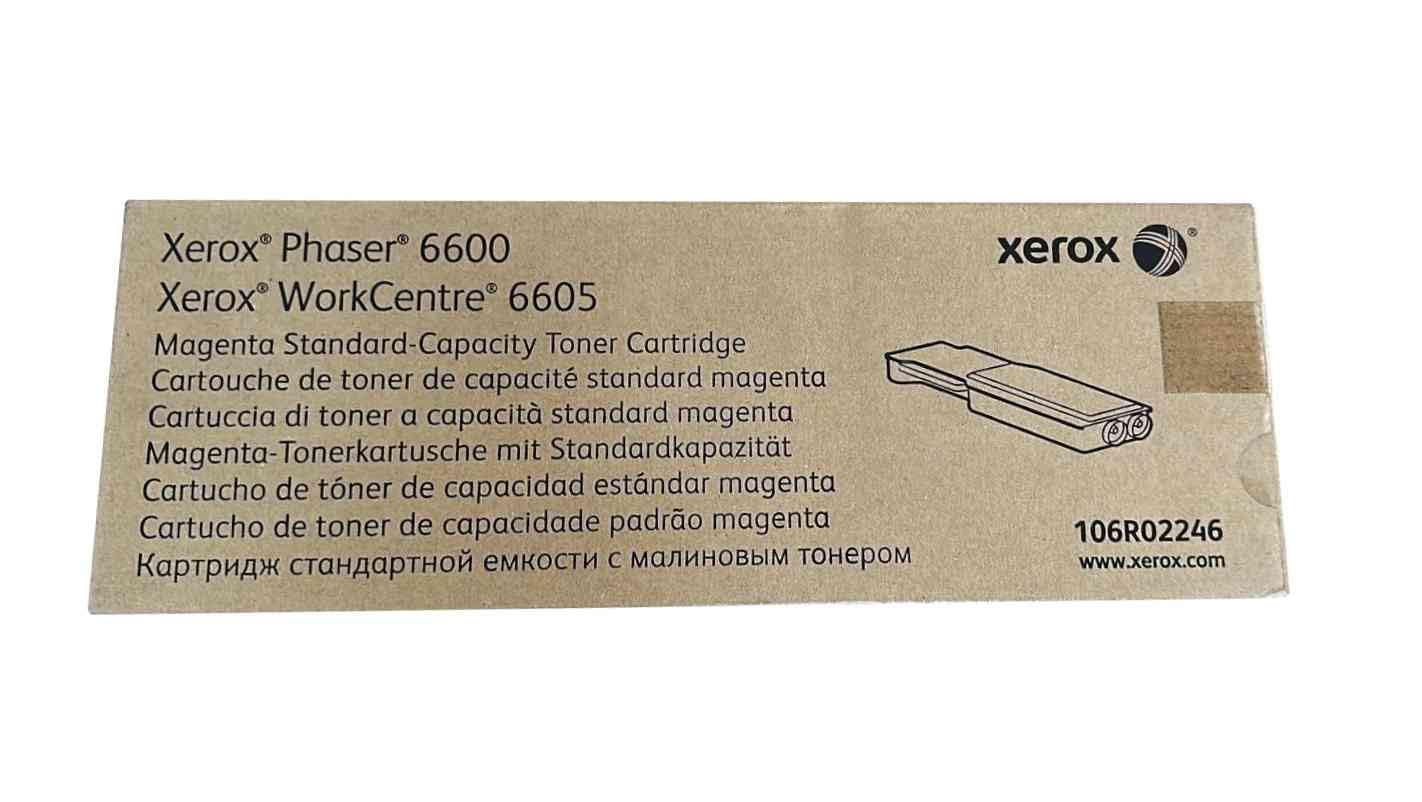 Xerox® Phaser® 6600
Xerox® WorkCentre® 6605
Magenta Standard-Capacity Toner Cartridge
Cartouche de toner de capacité standard magenta
Cartuccia di toner a capacità standard magenta
Magenta-Tonerkartusche mit Standardkapazität
Cartucho de tóner de capacidad estándar magenta
Cartucho de toner de capacidade padrão magenta
Картридж стандартной емкости с малиновым тонером
xerox ®
106R02246
www.xerox.com